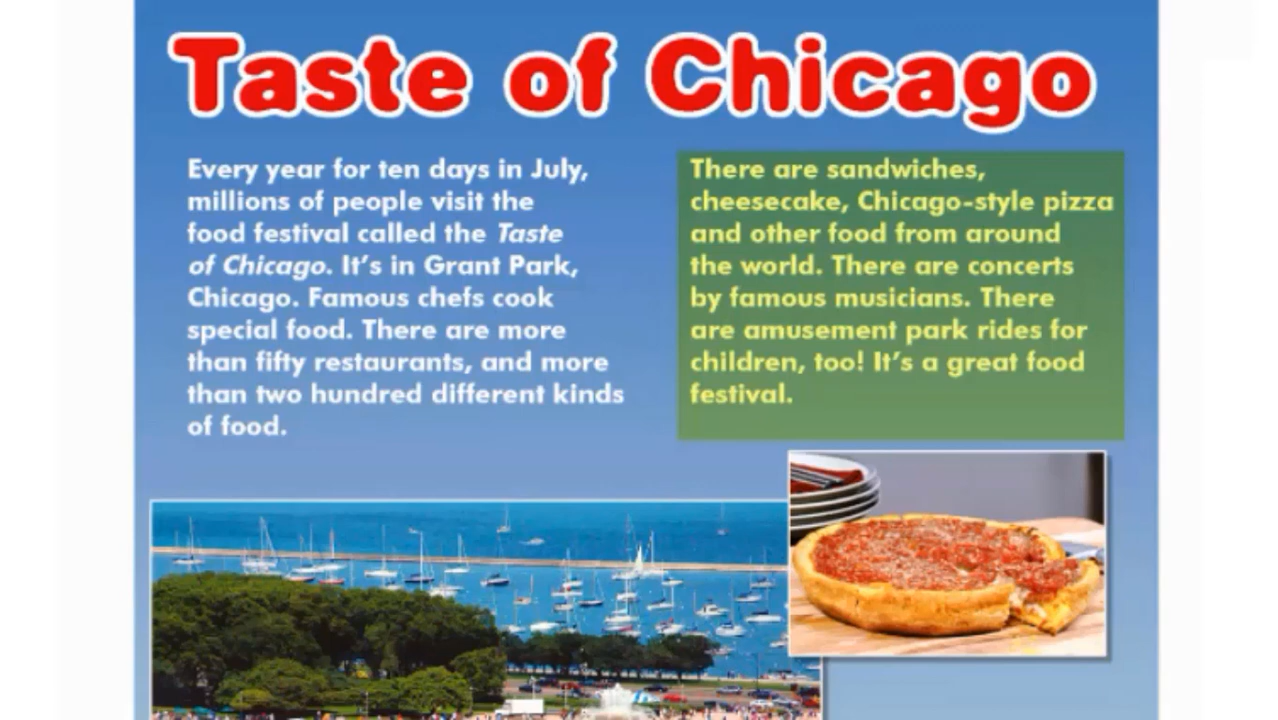 Taste of Chicago
Every year for ten days in July,
millions of people visit the
food festival called the Taste
of Chicago. It's in Grant Park,
Chicago. Famous chefs cook
special food. There are more
than fifty restaurants, and more
than two hundred different kinds
of food.
There are sandwiches,
cheesecake, Chicago-style pizza
and other food from around
the world. There are concerts
by famous musicians. There
are amusement park rides for
children, too! It's a great food
festival.